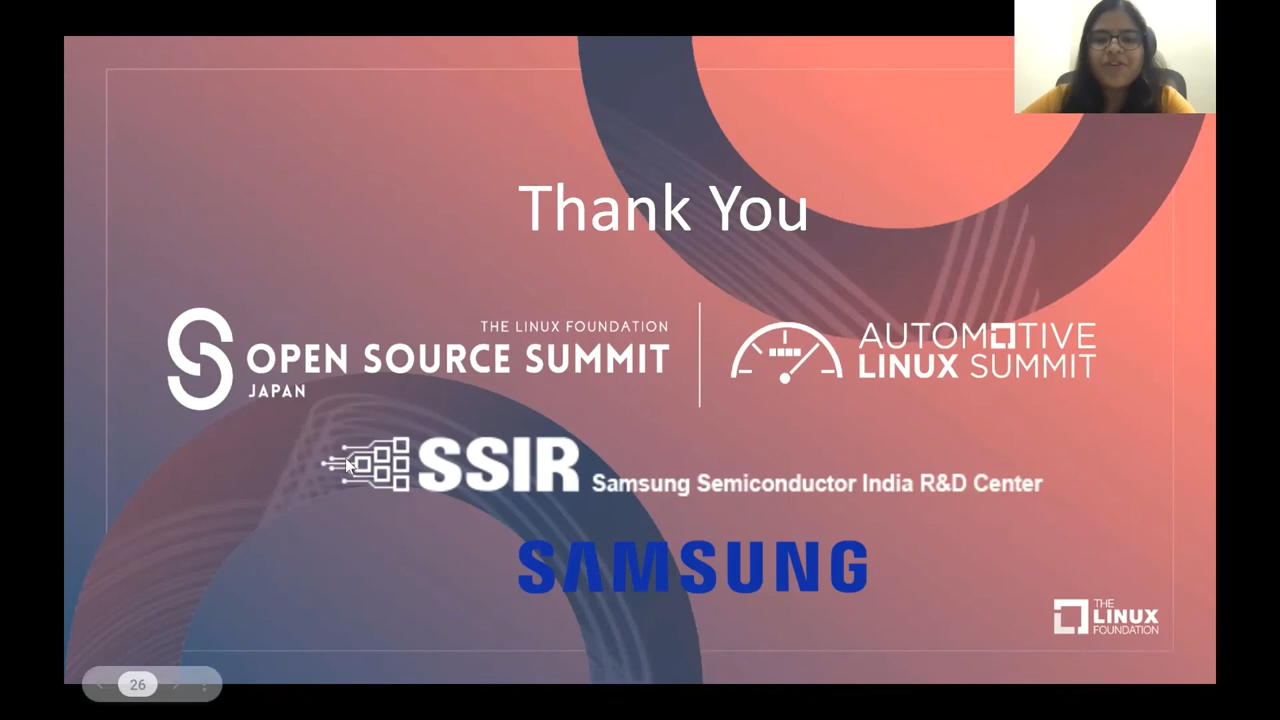 Thank You
THE LINUX FOUNDATION
OPEN SOURCE SUMMIT
JAPAN
AUTOMOTIVE
LINUX SUMMIT
SSIR Samsung Semiconductor India R&D Center
SAMSUNG
THE
LINUX
FOUNDATION
26